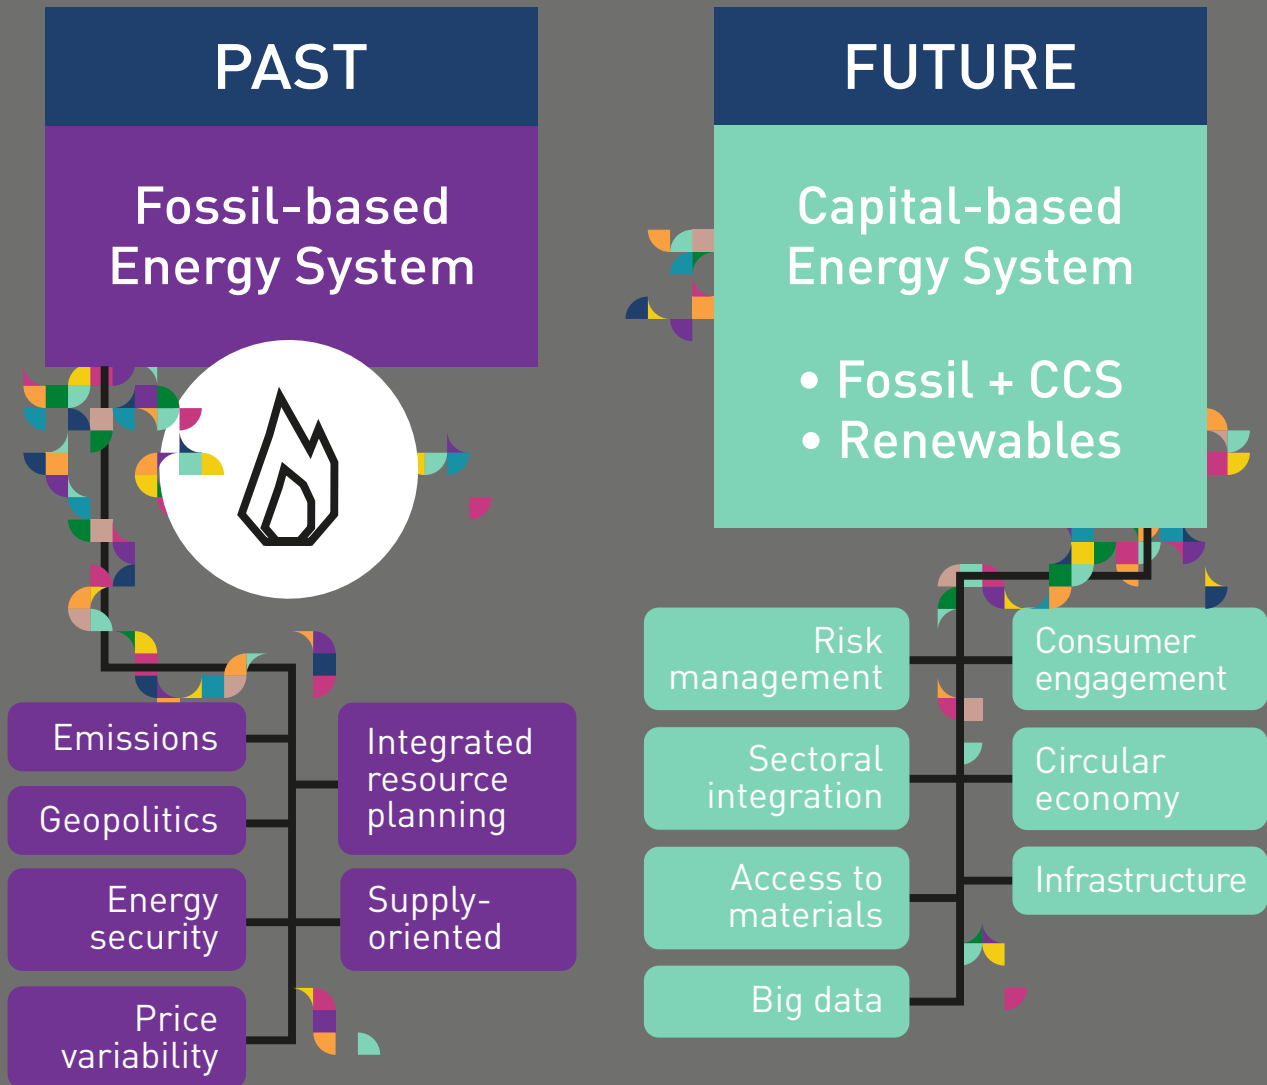 PAST
Fossil-based
Energy System
Emissions
Geopolitics
Energy
security
Price
variability
Integrated
resource
planning
Supply-
oriented
FUTURE
Capital-based
Energy System
• Fossil + CCS
• Renewables
Risk
management
Sectoral
integration
Access to
materials
Big data
Consumer
engagement
Circular
economy
Infrastructure